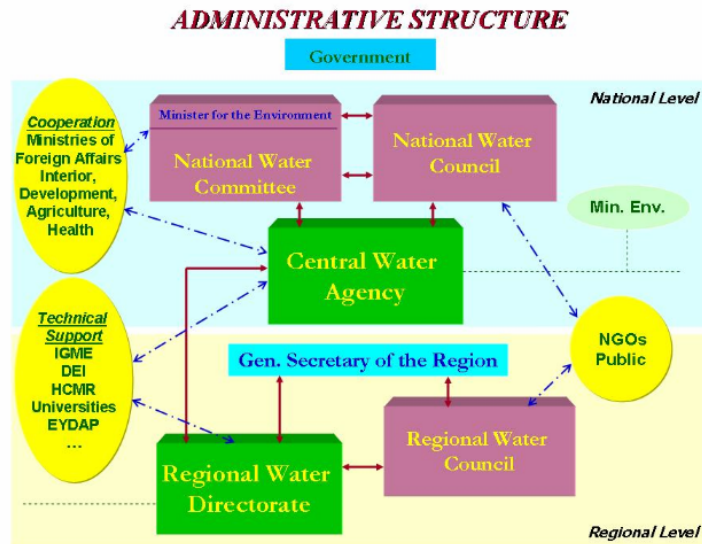 ADMINISTRATIVE STRUCTURE
Government
National Level
Cooperation
Ministries of
Foreign Affairs
Interior,
Development,
Agriculture,
Health
Minister for the Environment
National Water
Committee
National Water
Council
Min. Env.
Central Water
Agency
Technical
Support
IGME
DEI
HCMR
Universities
EYDAP
...
NGOs
Public
Gen. Secretary of the Region
Regional Water
Council
Regional Water
Directorate
Regional Level